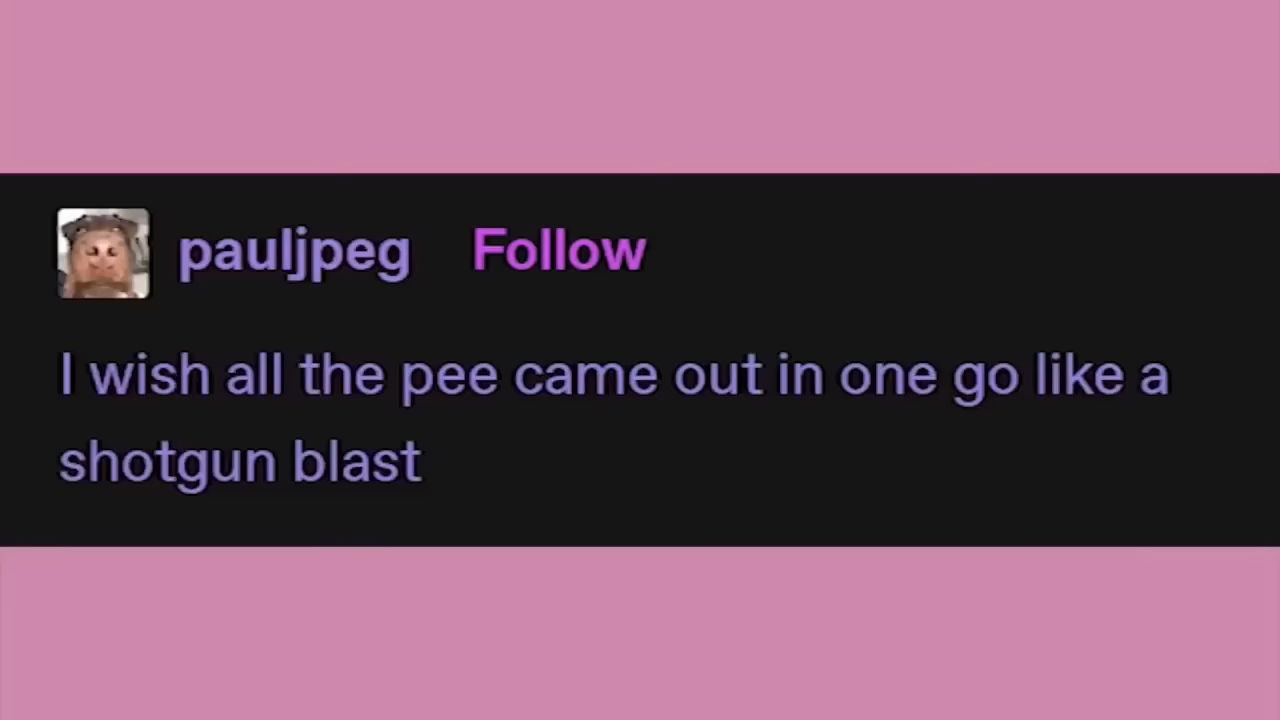 pauljpeg Follow
I wish all the pee came out in one go like a
shotgun blast